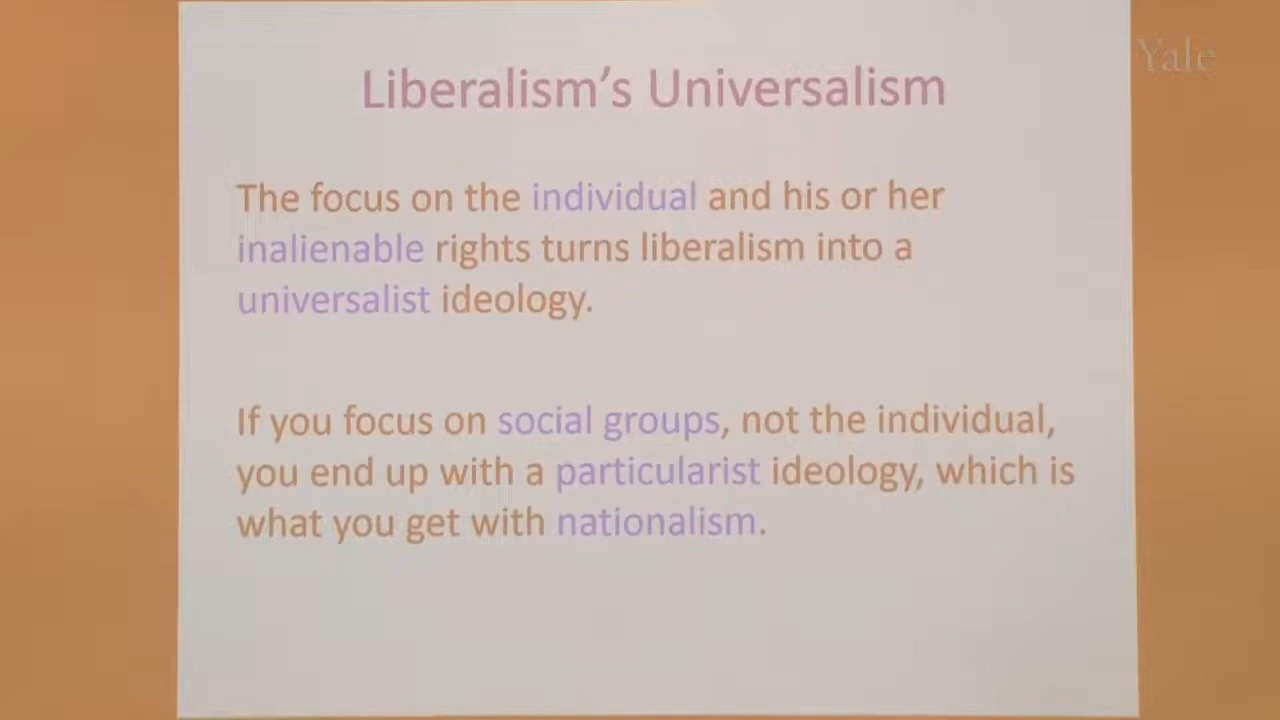 Yale
Liberalism’s Universalism
The focus on the individual and his or her
inalienable rights turns liberalism into a
universalist ideology.
If you focus on social groups, not the individual,
you end up with a particularist ideology, which is
what you get with nationalism.